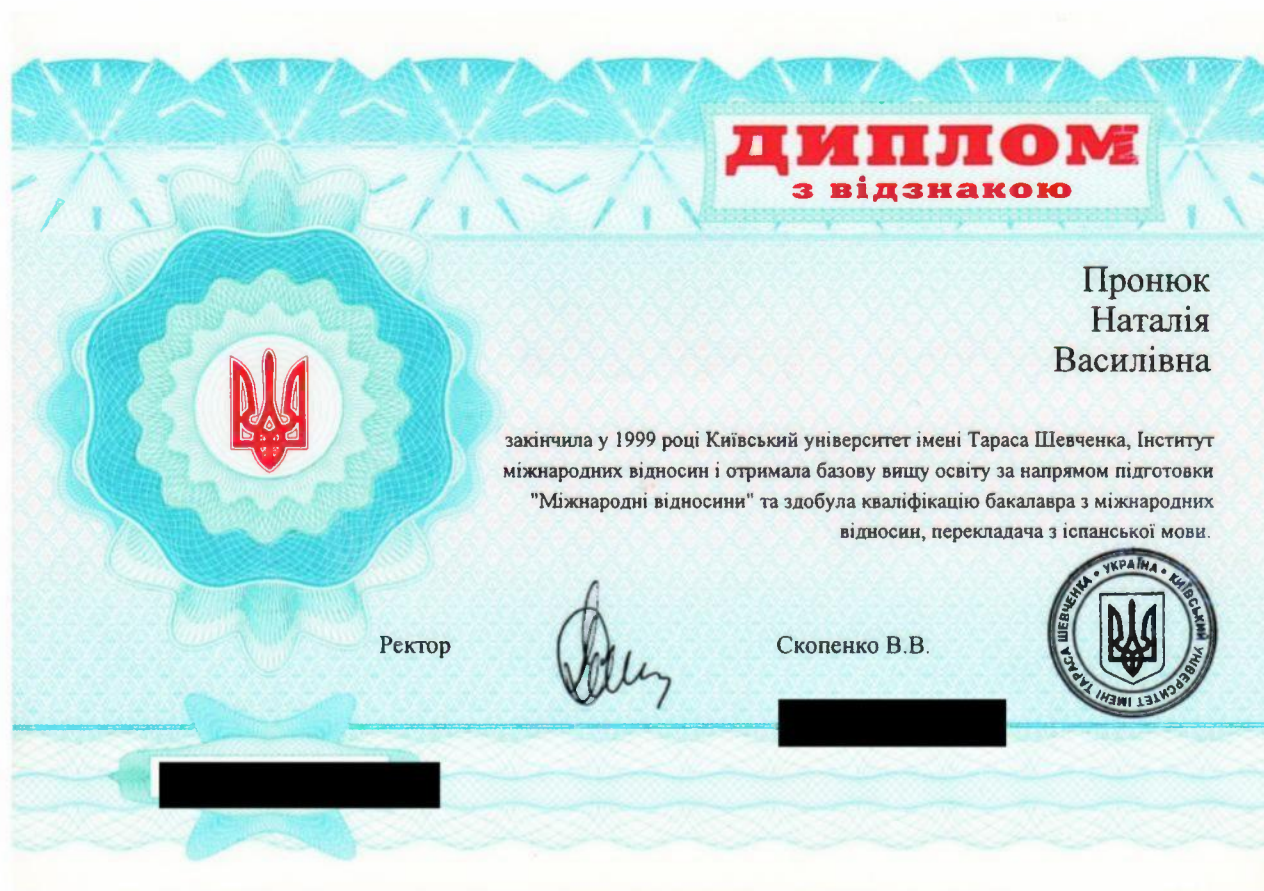 ДИПЛОМ
з відзнакою
Пронюк
Наталія
Василівна
закінчила у 1999 році Київський університет імені Тараса Шевченка, Інститут
міжнародних відносин і отримала базову вищу освіту за напрямом підготовки
"Міжнародні відносини" та здобула кваліфікацію бакалавра з міжнародних
відносин, перекладача з іспанської мови.
Ректор
Скопенко В.В.
УКРАЇНА • КИЇВСЬКИЙ УНІВЕРСИТЕТ ІМЕНІ ТАРАСА ШЕВЧЕНКА •